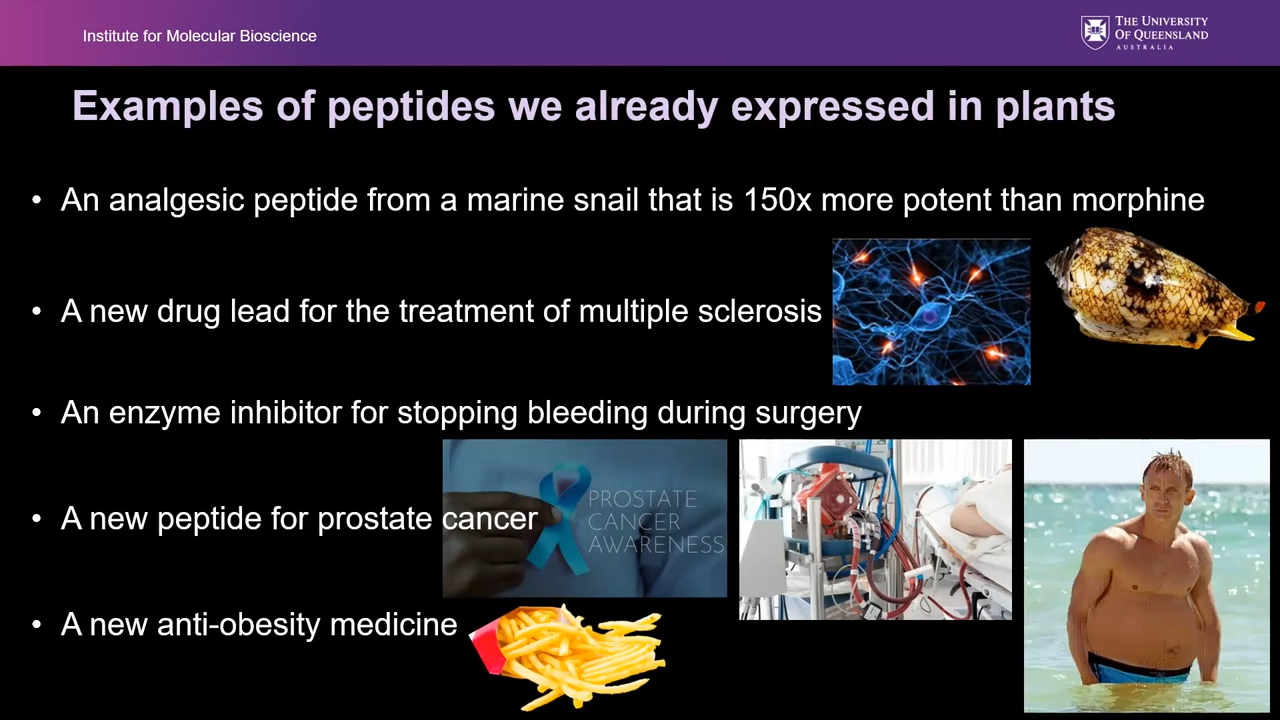 Institute for Molecular Bioscience
THE UNIVERSITY
OF QUEENSLAND
AUSTRALIA
Examples of peptides we already expressed in plants
• An analgesic peptide from a marine snail that is 150x more potent than morphine
• A new drug lead for the treatment of multiple sclerosis
• An enzyme inhibitor for stopping bleeding during surgery
• A new peptide for prostate cancer
PROSTATE
CANCER
AWARENESS
• A new anti-obesity medicine